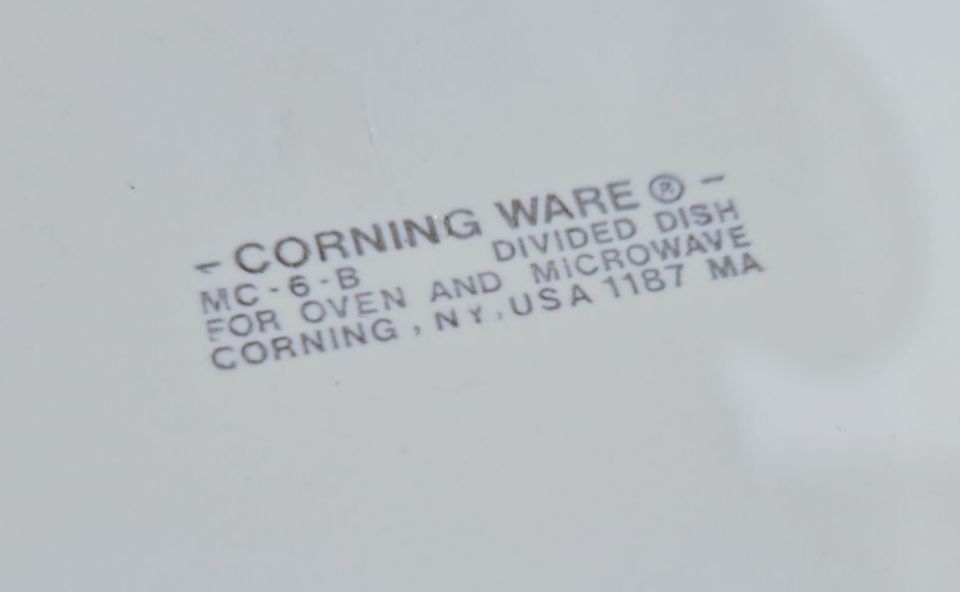 - CORNING WARE ® -
MC-6-B DIVIDED DISH
FOR OVEN AND MICROWAVE
CORNING, NY, USA 1187 MA